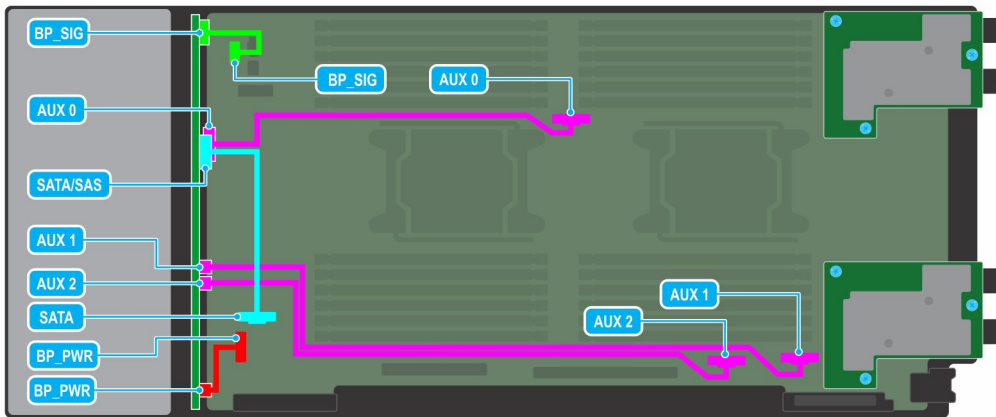 BP_SIG
BP_SIG
AUX 0
AUX 0
SATA/SAS
AUX 1
AUX 2
SATA
BP_PWR
BP_PWR
AUX 2
AUX 1